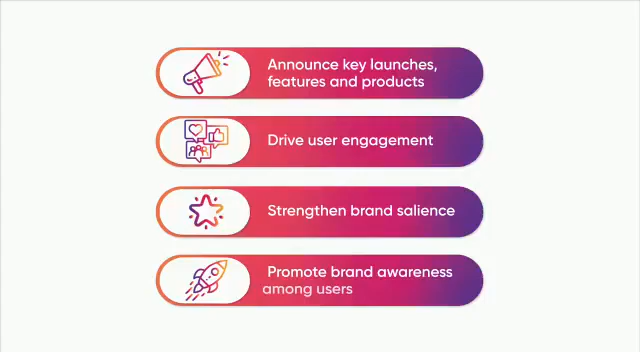 Announce key launches,
features and products
Drive user engagement
Strengthen brand salience
Promote brand awareness
among users